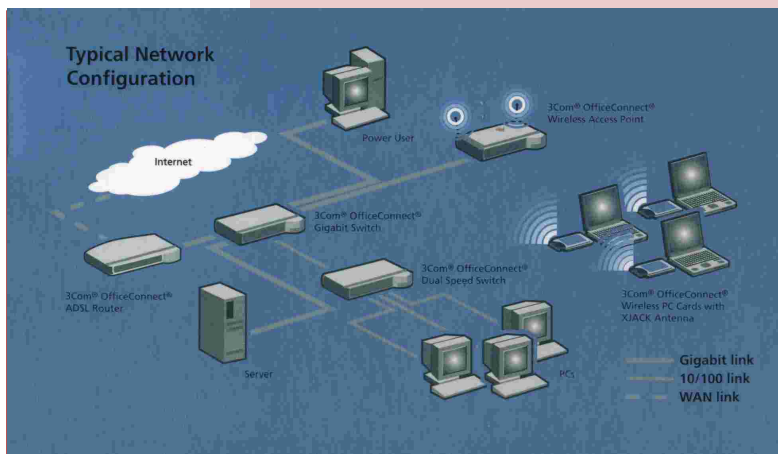 Typical Network
Configuration
Power User
3Com® OfficeConnect®
Wireless Access Point
Internet
3Com® OfficeConnect®
Gigabit Switch
3Com® OfficeConnect®
ADSL Router
3Com® OfficeConnect®
Dual Speed Switch
3Com® OfficeConnect®
Wireless PC Cards with
XJACK Antenna
Server
PCs
Gigabit link
10/100 link
WAN link